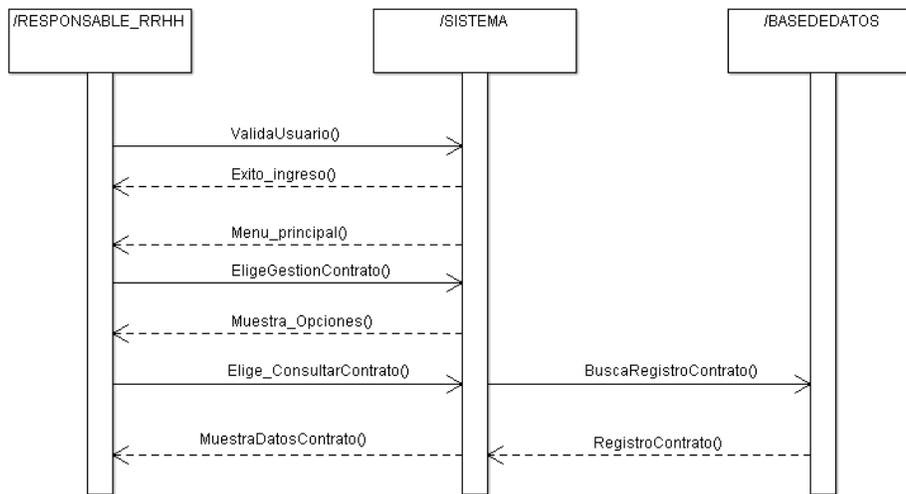 /RESPONSABLE_RRHH
/SISTEMA
/BASEDEDATOS
ValidaUsuario()
Exito_ingreso()
Menu_principal()
EligeGestionContrato()
Muestra_Opciones()
Elige_ConsultarContrato()
BuscaRegistroContrato()
MuestraDatosContrato()
RegistroContrato()